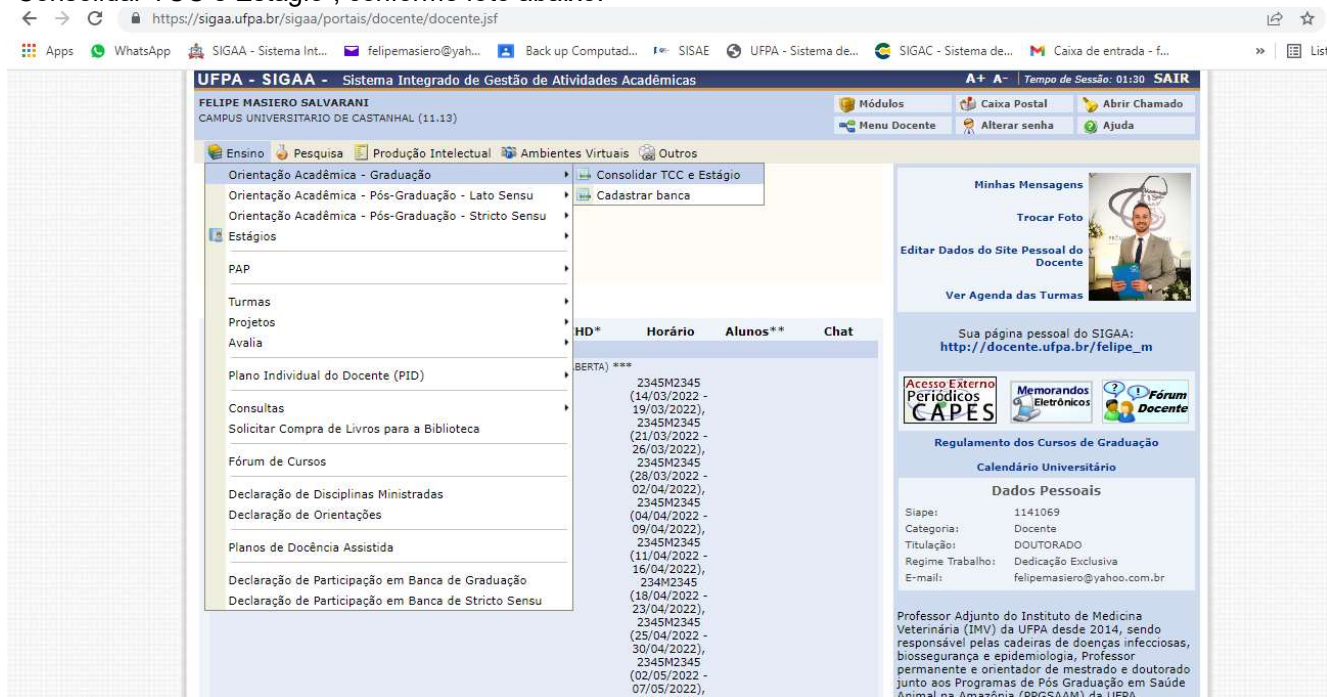 Consolidar TCC e Estágio", conforme foto abaixo:
https://sigaa.ufpa.br/sigaa/portais/docente/docente.jsf
Apps WhatsApp SIGAA - Sistema Int... felipemasiero@yah... Back up Computad... SISAE UFPA - Sistema de... SIGAC - Sistema de... Caixa de entrada - f... » List
UFPA - SIGAA - Sistema Integrado de Gestão de Atividades Acadêmicas A+ A- Tempo de Sessão: 01:30 SAIR
FELIPE MASIERO SALVARANI
CAMPUS UNIVERSITARIO DE CASTANHAL (11.13)
Módulos Caixa Postal Abrir Chamado
Menu Docente Alterar senha Ajuda
Ensino Pesquisa Produção Intelectual Ambientes Virtuais Outros
Orientação Acadêmica - Graduação
Orientação Acadêmica - Pós-Graduação - Lato Sensu
Orientação Acadêmica - Pós-Graduação - Stricto Sensu
Estágios
PAP
Turmas
Projetos
Avalia
Plano Individual do Docente (PID)
Consultas
Solicitar Compra de Livros para a Biblioteca
Fórum de Cursos
Declaração de Disciplinas Ministradas
Declaração de Orientações
Planos de Docência Assistida
Declaração de Participação em Banca de Graduação
Declaração de Participação em Banca de Stricto Sensu
Consolidar TCC e Estágio
Cadastrar banca
HD* Horário Alunos** Chat
BERTA) ***
2345M2345
(14/03/2022 -
19/03/2022),
2345M2345
(21/03/2022 -
26/03/2022),
2345M2345
(28/03/2022 -
02/04/2022),
2345M2345
(04/04/2022 -
09/04/2022),
2345M2345
(11/04/2022 -
16/04/2022),
234M2345
(18/04/2022 -
23/04/2022),
2345M2345
(25/04/2022 -
30/04/2022),
2345M2345
(02/05/2022 -
07/05/2022),
Minhas Mensagens
Trocar Foto
Editar Dados do Site Pessoal do
Docente
Ver Agenda das Turmas
Sua página pessoal do SIGAA:
http://docente.ufpa.br/felipe_m
Acesso Externo
Periódicos
CAPES
Memorandos
Eletrônicos
Fórum
Docente
Regulamento dos Cursos de Graduação
Calendário Universitário
Dados Pessoais
Siape: 1141069
Categoria: Docente
Titulação: DOUTORADO
Regime Trabalho: Dedicação Exclusiva
E-mail: felipemasiero@yahoo.com.br
Professor Adjunto do Instituto de Medicina
Veterinária (IMV) da UFPA desde 2014, sendo
responsável pelas cadeiras de doenças infecciosas,
biossegurança e epidemiologia, Professor
permanente e orientador de mestrado e doutorado
junto aos Programas de Pós Graduação em Saúde
Animal na Amazônia (PPGSAAM) da UFPA